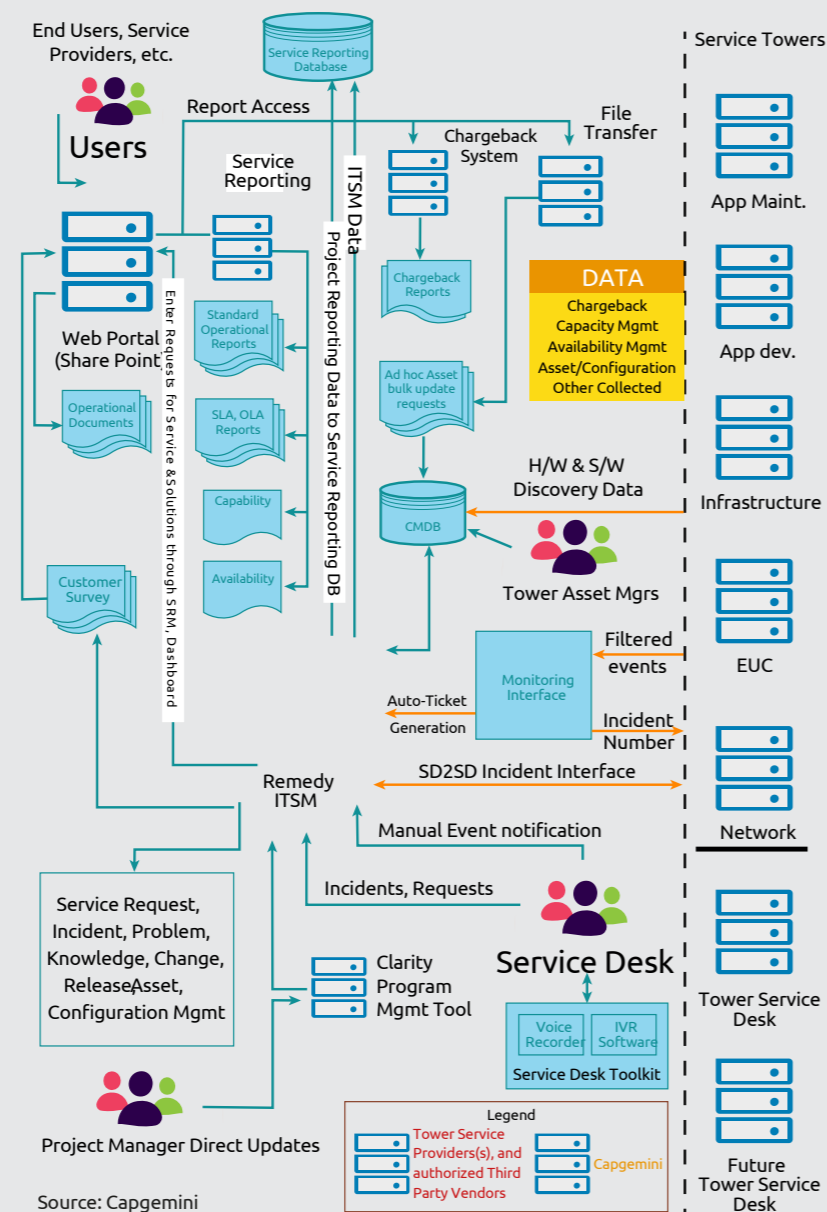 End Users, Service
Providers, etc.
Users
Service Reporting
Database
Report Access
Service
Reporting
Chargeback
System
File
Transfer
Service Towers
App Maint.
App dev.
Infrastructure
EUC
Network
Tower Service
Desk
Future
Tower Service
Desk
Web Portal
(Share Point)
Operational
Documents
Customer
Survey
Enter Requests for Service &Solutions through SRM, Dashboard
Standard
Operational
Reports
SLA, OLA
Reports
Capability
Availability
Project Reporting Data to Service Reporting DB
ITSM Data
Chargeback
Reports
Ad hoc Asset
bulk update
requests
CMDB
DATA
Chargeback
Capacity Mgmt
Availability Mgmt
Asset/Configuration
Other Collected
H/W & S/W
Discovery Data
Tower Asset Mgrs
Monitoring
Interface
Filtered
events
Auto-Ticket
Generation
Incident
Number
SD2SD Incident Interface
Remedy
ITSM
Manual Event notification
Incidents, Requests
Service Desk
Voice
Recorder
IVR
Software
Service Desk Toolkit
Service Request,
Incident, Problem,
Knowledge, Change,
Release,Asset,
Configuration Mgmt
Clarity
Program
Mgmt Tool
Project Manager Direct Updates
Legend
Tower Service
Providers(s), and
authorized Third
Party Vendors
Capgemini
Source: Capgemini